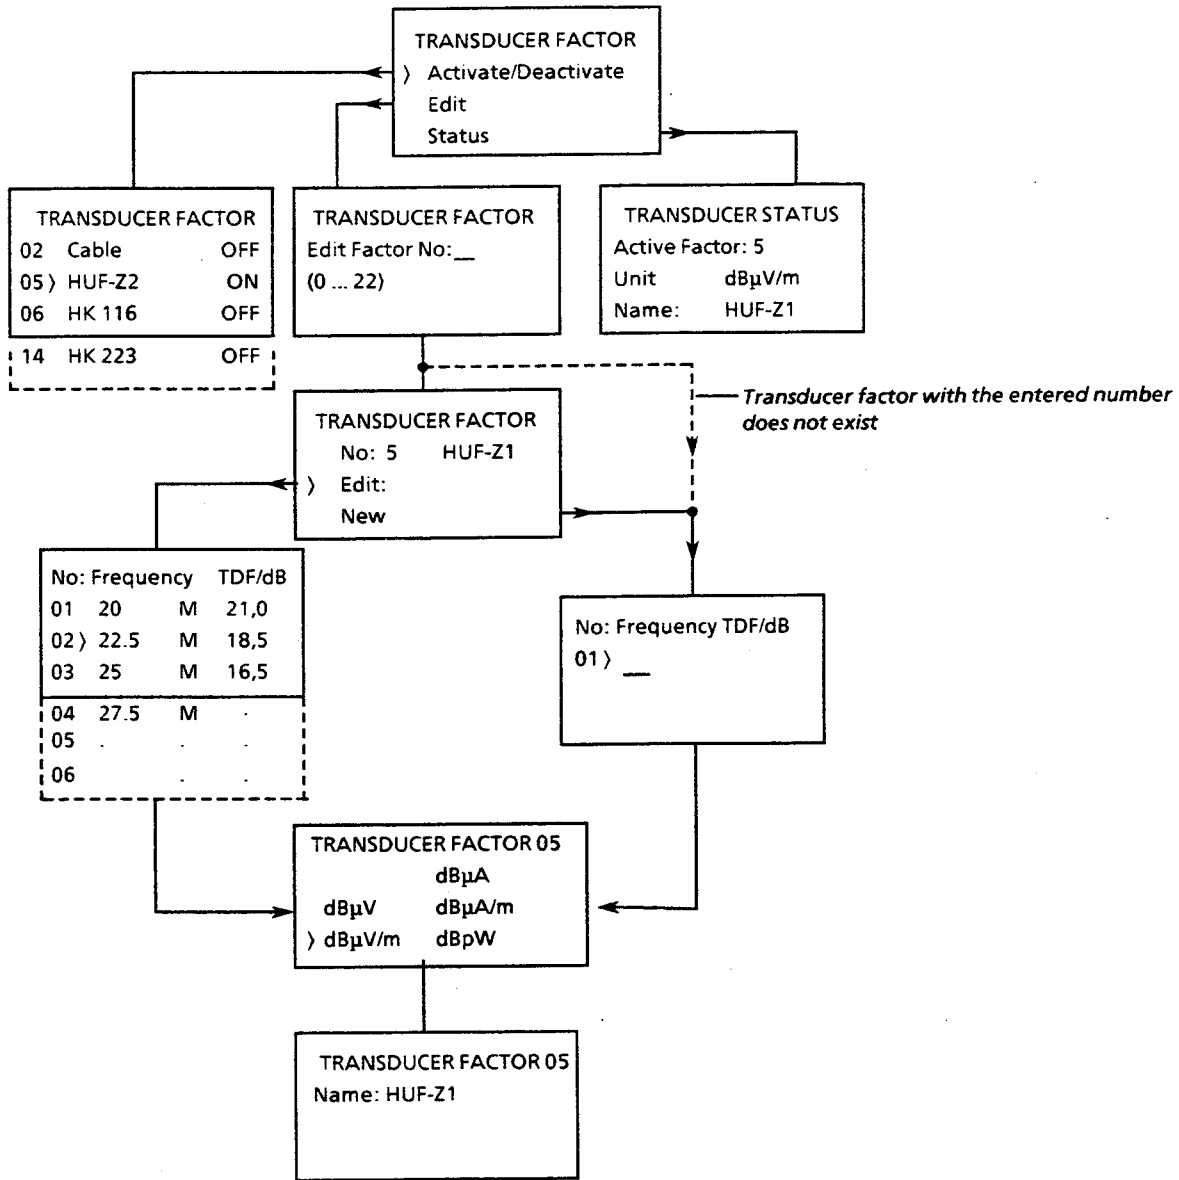 TRANSDUCER FACTOR
⟩ Activate/Deactivate
Edit
Status
TRANSDUCER FACTOR
02 Cable OFF
05⟩ HUF-Z2 ON
06 HK 116 OFF
14 HK 223 OFF
TRANSDUCER FACTOR
Edit Factor No:__
(0 ... 22)
TRANSDUCER STATUS
Active Factor: 5
Unit dBµV/m
Name: HUF-Z1
Transducer factor with the entered number
does not exist
TRANSDUCER FACTOR
No: 5 HUF-Z1
⟩ Edit:
New
No: Frequency TDF/dB
01 20 M 21,0
02⟩ 22.5 M 18,5
03 25 M 16,5
04 27.5 M .
05 . . .
06 . .
No: Frequency TDF/dB
01⟩ __
TRANSDUCER FACTOR 05
dBµA
dBµV dBµA/m
⟩ dBµV/m dBpW
TRANSDUCER FACTOR 05
Name: HUF-Z1